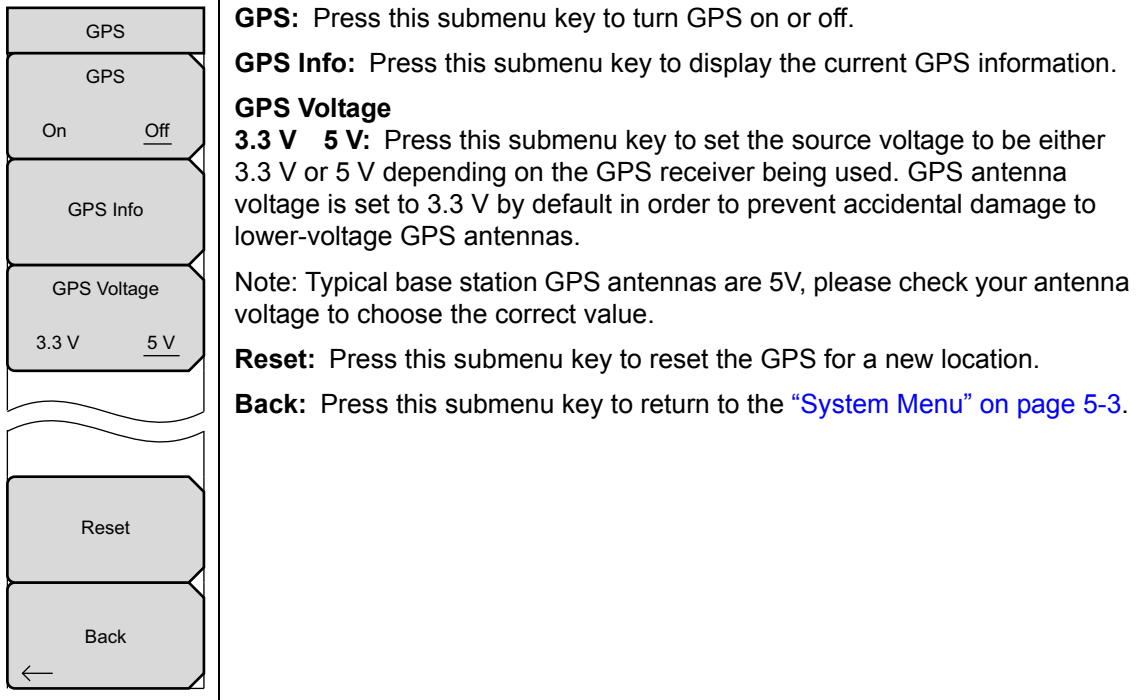 GPS
GPS
On Off
GPS Info
GPS Voltage
3.3 V 5 V
Reset
Back
GPS: Press this submenu key to turn GPS on or off.
GPS Info: Press this submenu key to display the current GPS information.
GPS Voltage
3.3 V 5 V: Press this submenu key to set the source voltage to be either
3.3 V or 5 V depending on the GPS receiver being used. GPS antenna
voltage is set to 3.3 V by default in order to prevent accidental damage to
lower-voltage GPS antennas.
Note: Typical base station GPS antennas are 5V, please check your antenna
voltage to choose the correct value.
Reset: Press this submenu key to reset the GPS for a new location.
Back: Press this submenu key to return to the “System Menu” on page 5-3.